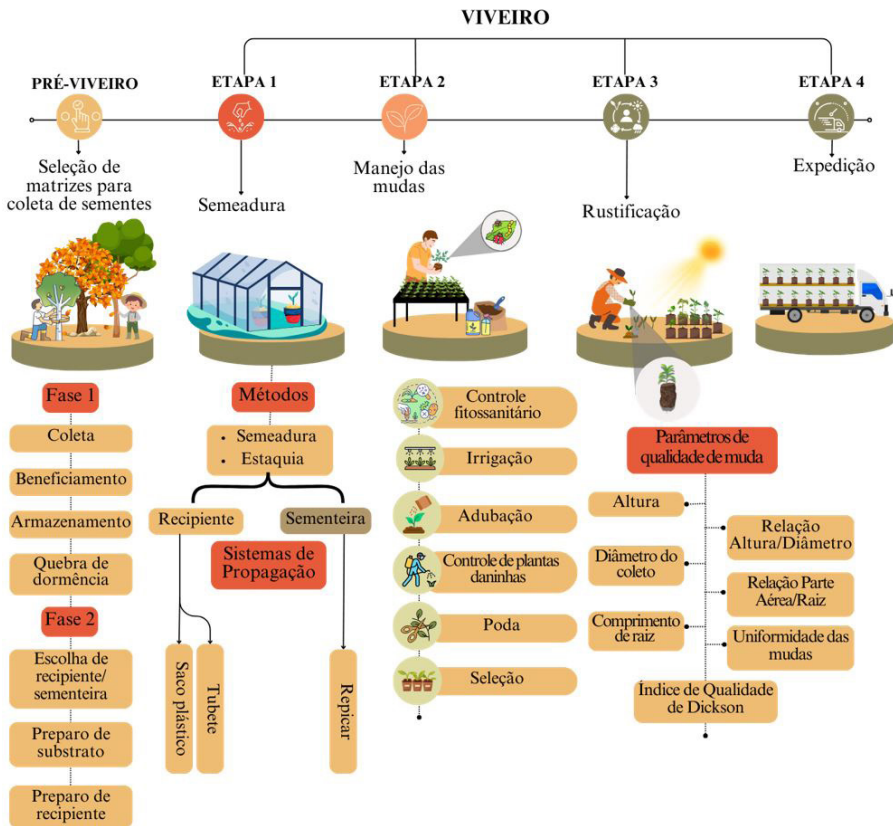 VIVEIRO
PRÉ-VIVEIRO
ETAPA 1
ETAPA 2
ETAPA 3
ETAPA 4
Seleção de
matrizes para
coleta de sementes
Semeadura
Manejo das
mudas
Rustificação
Expedição
Fase 1
Coleta
Beneficiamento
Armazenamento
Quebra de
dormência
Fase 2
Escolha de
recipiente/
sementeira
Preparo de
substrato
Preparo de
recipiente
Métodos
• Semeadura
• Estaquia
Recipiente
Sementeira
Sistemas de
Propagação
Saco plástico
Tubete
Repicar
Controle
fitossanitário
Irrigação
Adubação
Controle de plantas
daninhas
Poda
Seleção
Parâmetros de
qualidade de muda
Altura
Relação
Altura/Diâmetro
Diâmetro do
coleto
Relação Parte
Aérea/Raiz
Comprimento
de raiz
Uniformidade das
mudas
Índice de Qualidade
de Dickson